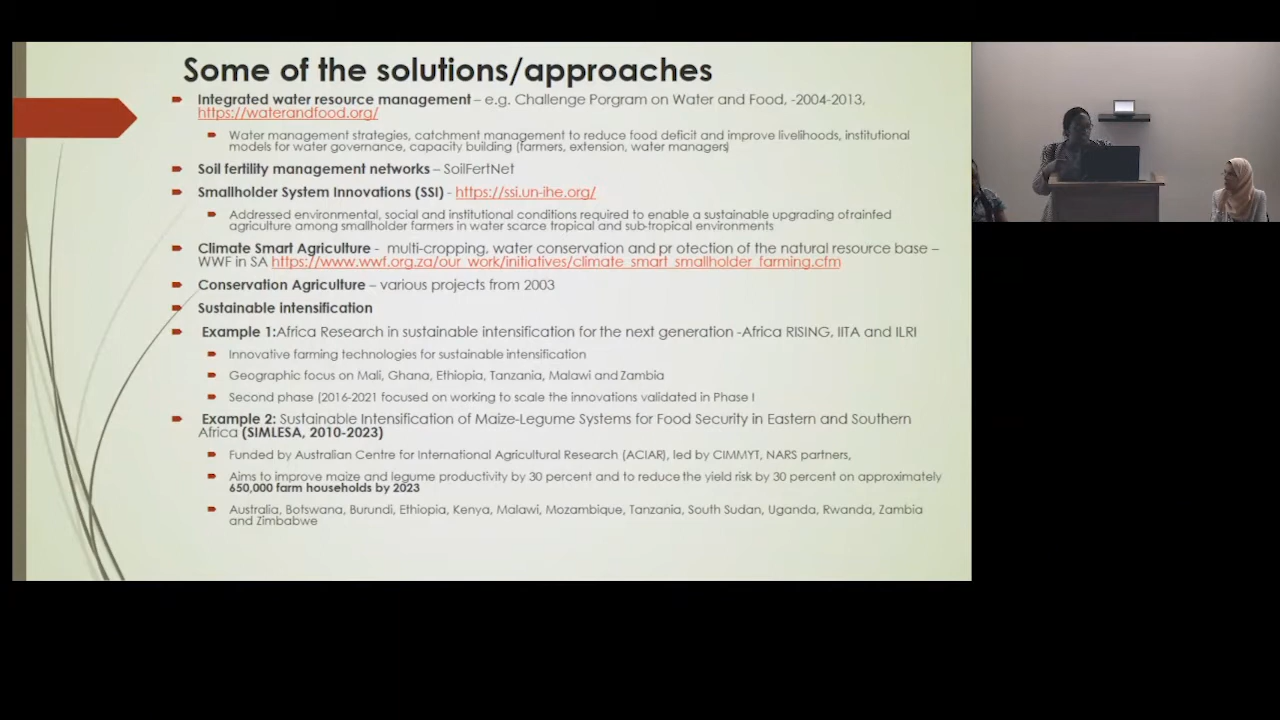 Some of the solutions/approaches
Integrated water resource management – e.g. Challenge Porgram on Water and Food, -2004-2013,
https://waterandfood.org/
Water management strategies, catchment management to reduce food deficit and improve livelihoods, institutional
models for water governance, capacity building (farmers, extension, water managers)
Soil fertility management networks – SoilFertNet
Smallholder System Innovations (SSI) - https://ssi.un-ihe.org/
Addressed environmental, social and institutional conditions required to enable a sustainable upgrading of rainfed
agriculture among smallholder farmers in water scarce tropical and sub-tropical environments
Climate Smart Agriculture - multi-cropping, water conservation and pr otection of the natural resource base –
WWF in SA https://www.wwf.org.za/our_work/initiatives/climate_smart_smallholder_farming.cfm
Conservation Agriculture – various projects from 2003
Sustainable intensification
Example 1:Africa Research in sustainable intensification for the next generation -Africa RISING, IITA and ILRI
Innovative farming technologies for sustainable intensification
Geographic focus on Mali, Ghana, Ethiopia, Tanzania, Malawi and Zambia
Second phase (2016-2021 focused on working to scale the innovations validated in Phase I
Example 2: Sustainable Intensification of Maize-Legume Systems for Food Security in Eastern and Southern
Africa (SIMLESA, 2010-2023)
Funded by Australian Centre for International Agricultural Research (ACIAR), led by CIMMYT, NARS partners,
Aims to improve maize and legume productivity by 30 percent and to reduce the yield risk by 30 percent on approximately
650,000 farm households by 2023
Australia, Botswana, Burundi, Ethiopia, Kenya, Malawi, Mozambique, Tanzania, South Sudan, Uganda, Rwanda, Zambia
and Zimbabwe